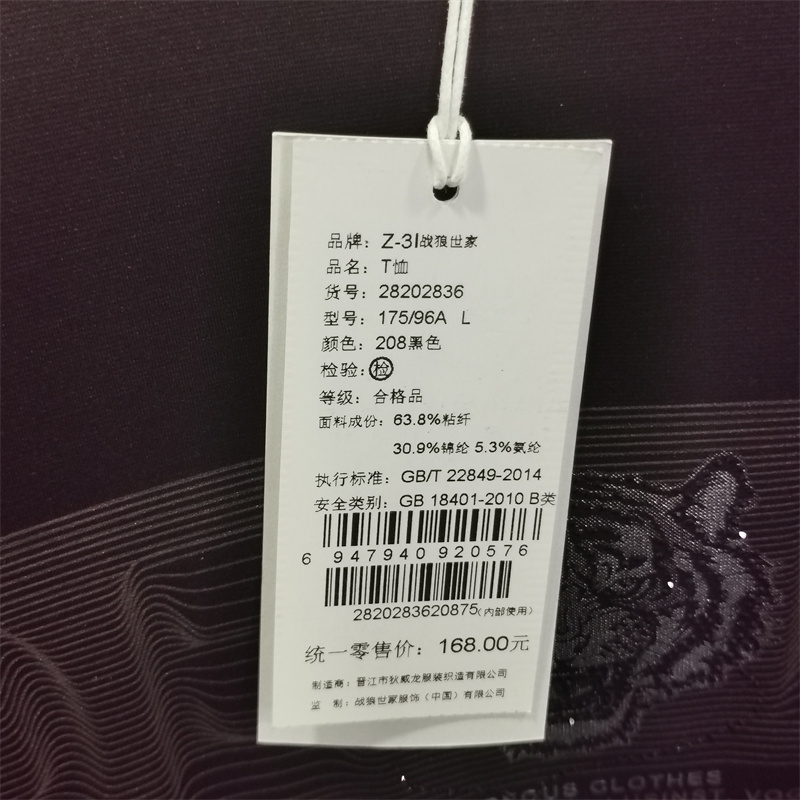 品牌：Z-3I战狼世家
品名：T恤
货号：28202836
型号：175/96A L
颜色：208黑色
检验：检
等级：合格品
面料成份：63.8%粘纤
30.9%锦纶 5.3%氨纶
执行标准：GB/T 22849-2014
安全类别：GB 18401-2010 B类
6 947940 920576
2820283620875(内部使用)
统一零售价：168.00元
制造商：晋江市狄威龙服装织造有限公司
监 制：战狼世家服饰（中国）有限公司
CLOTHES